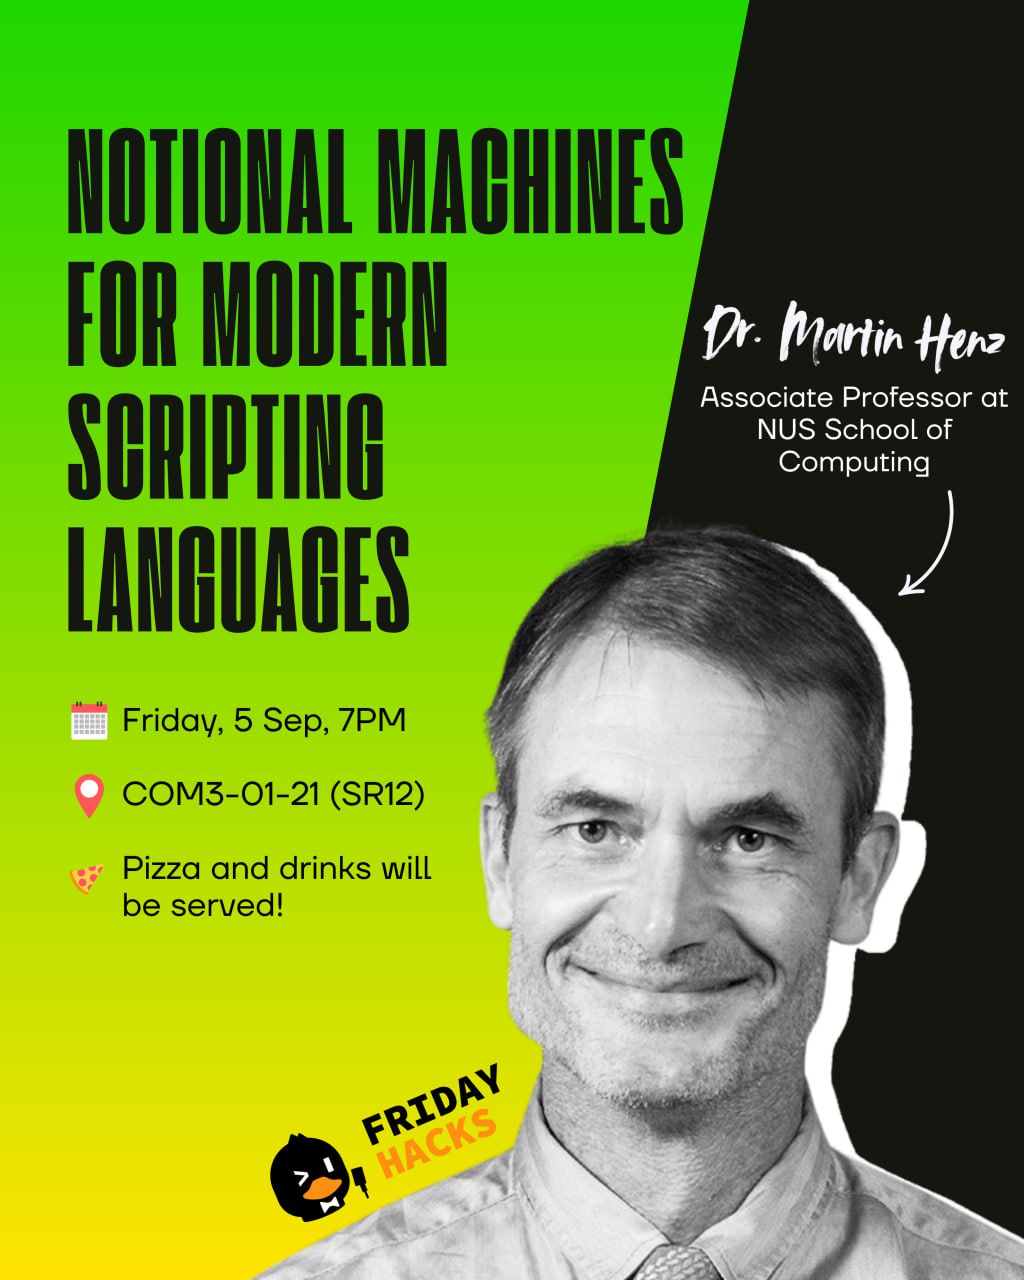 NOTIONAL MACHINES
FOR MODERN
SCRIPTING
LANGUAGES
Dr. Martin Henz
Associate Professor at
NUS School of
Computing
Friday, 5 Sep, 7PM
COM3-01-21 (SR12)
Pizza and drinks will
be served!
FRIDAY
HACKS